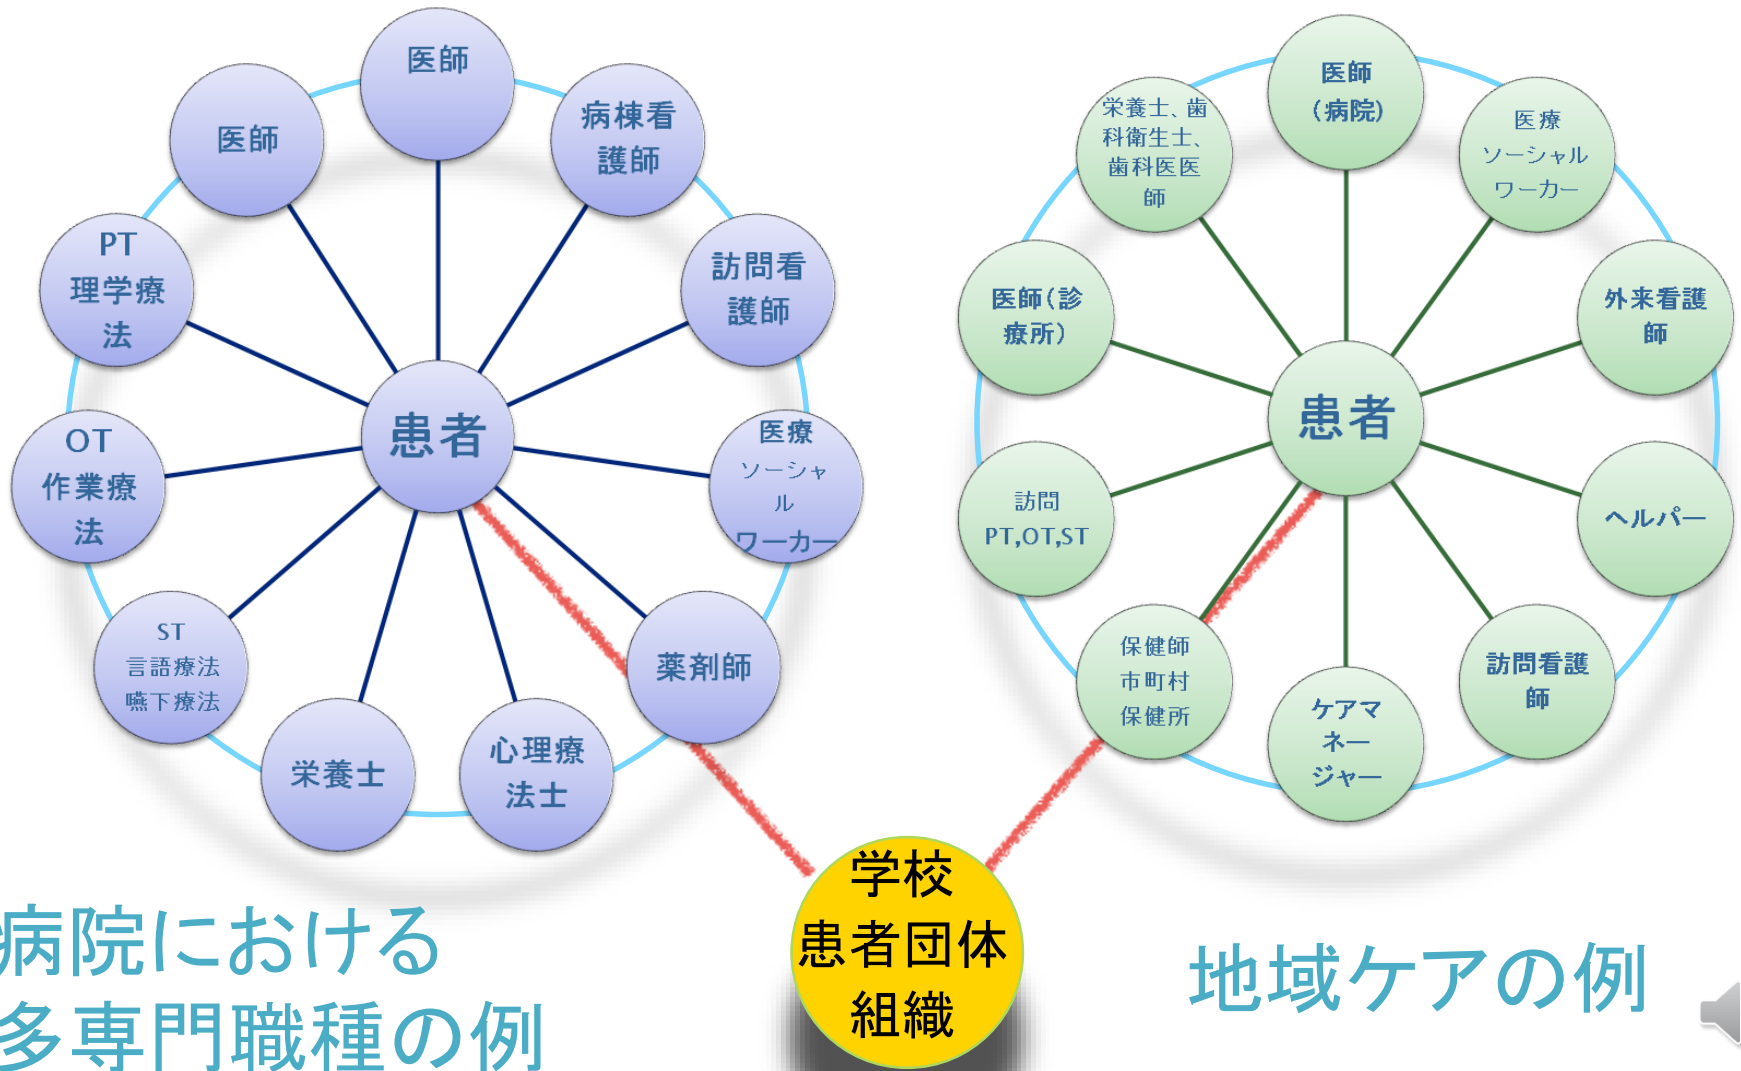 医師
病棟看
護師
訪問看
護師
医療
ソーシャ
ル
ワーカー
薬剤師
心理療
法士
栄養士
ST
言語療法
嚥下療法
OT
作業療
法
PT
理学療
法
医師
患者
病院における
多専門職種の例
医師
(病院)
医療
ソーシャル
ワーカー
外来看護
師
ヘルパー
訪問看護
師
ケアマ
ネー
ジャー
保健師
市町村
保健所
訪問
PT,OT,ST
医師(診
療所)
栄養士、歯
科衛生士、
歯科医医
師
患者
地域ケアの例
学校
患者団体
組織